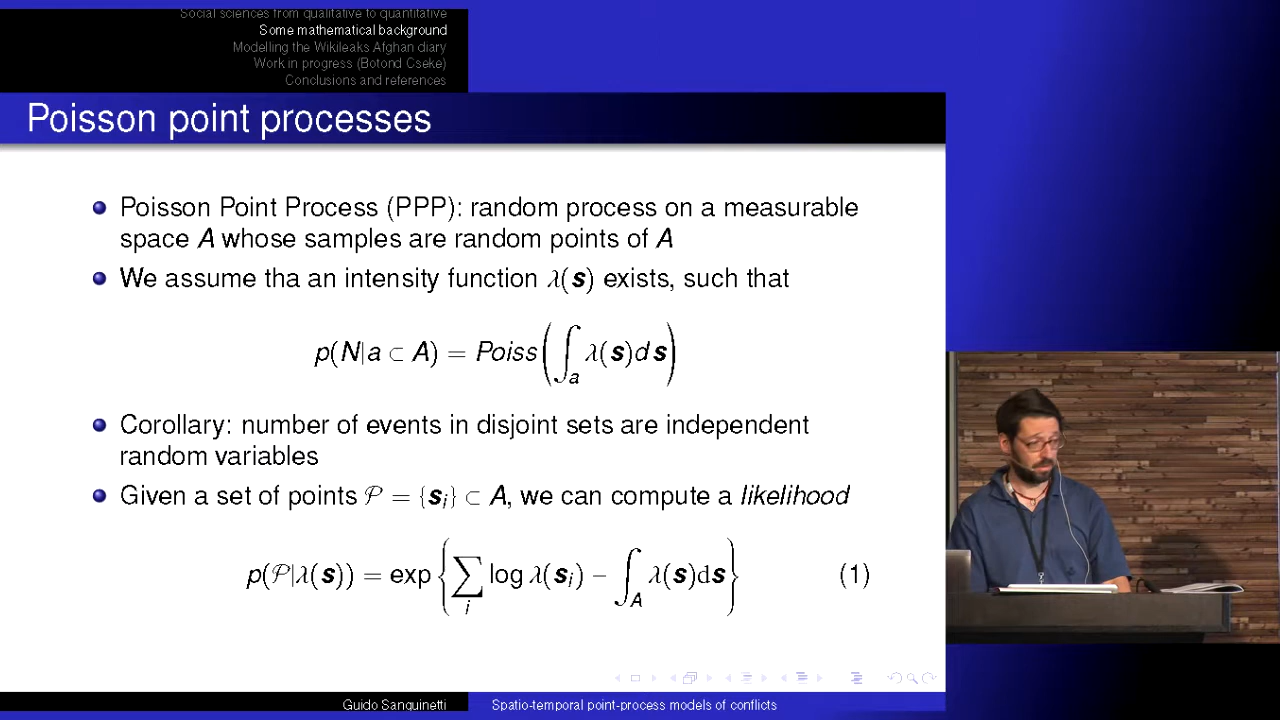 Social sciences from qualitative to quantitative
Some mathematical background
Modelling the Wikileaks Afghan diary
Work in progress (Botond Cseke)
Conclusions and references
Poisson point processes
Poisson Point Process (PPP): random process on a measurable
space A whose samples are random points of A
We assume tha an intensity function λ(s) exists, such that
p(N|a ⊂ A) = Poiss(∫_a λ(s)ds)
Corollary: number of events in disjoint sets are independent
random variables
Given a set of points 𝒫 = {s_i} ⊂ A, we can compute a likelihood
p(𝒫|λ(s)) = exp{∑_i log λ(s_i) − ∫_A λ(s)ds} (1)
Guido Sanguinetti
Spatio-temporal point-process models of conflicts